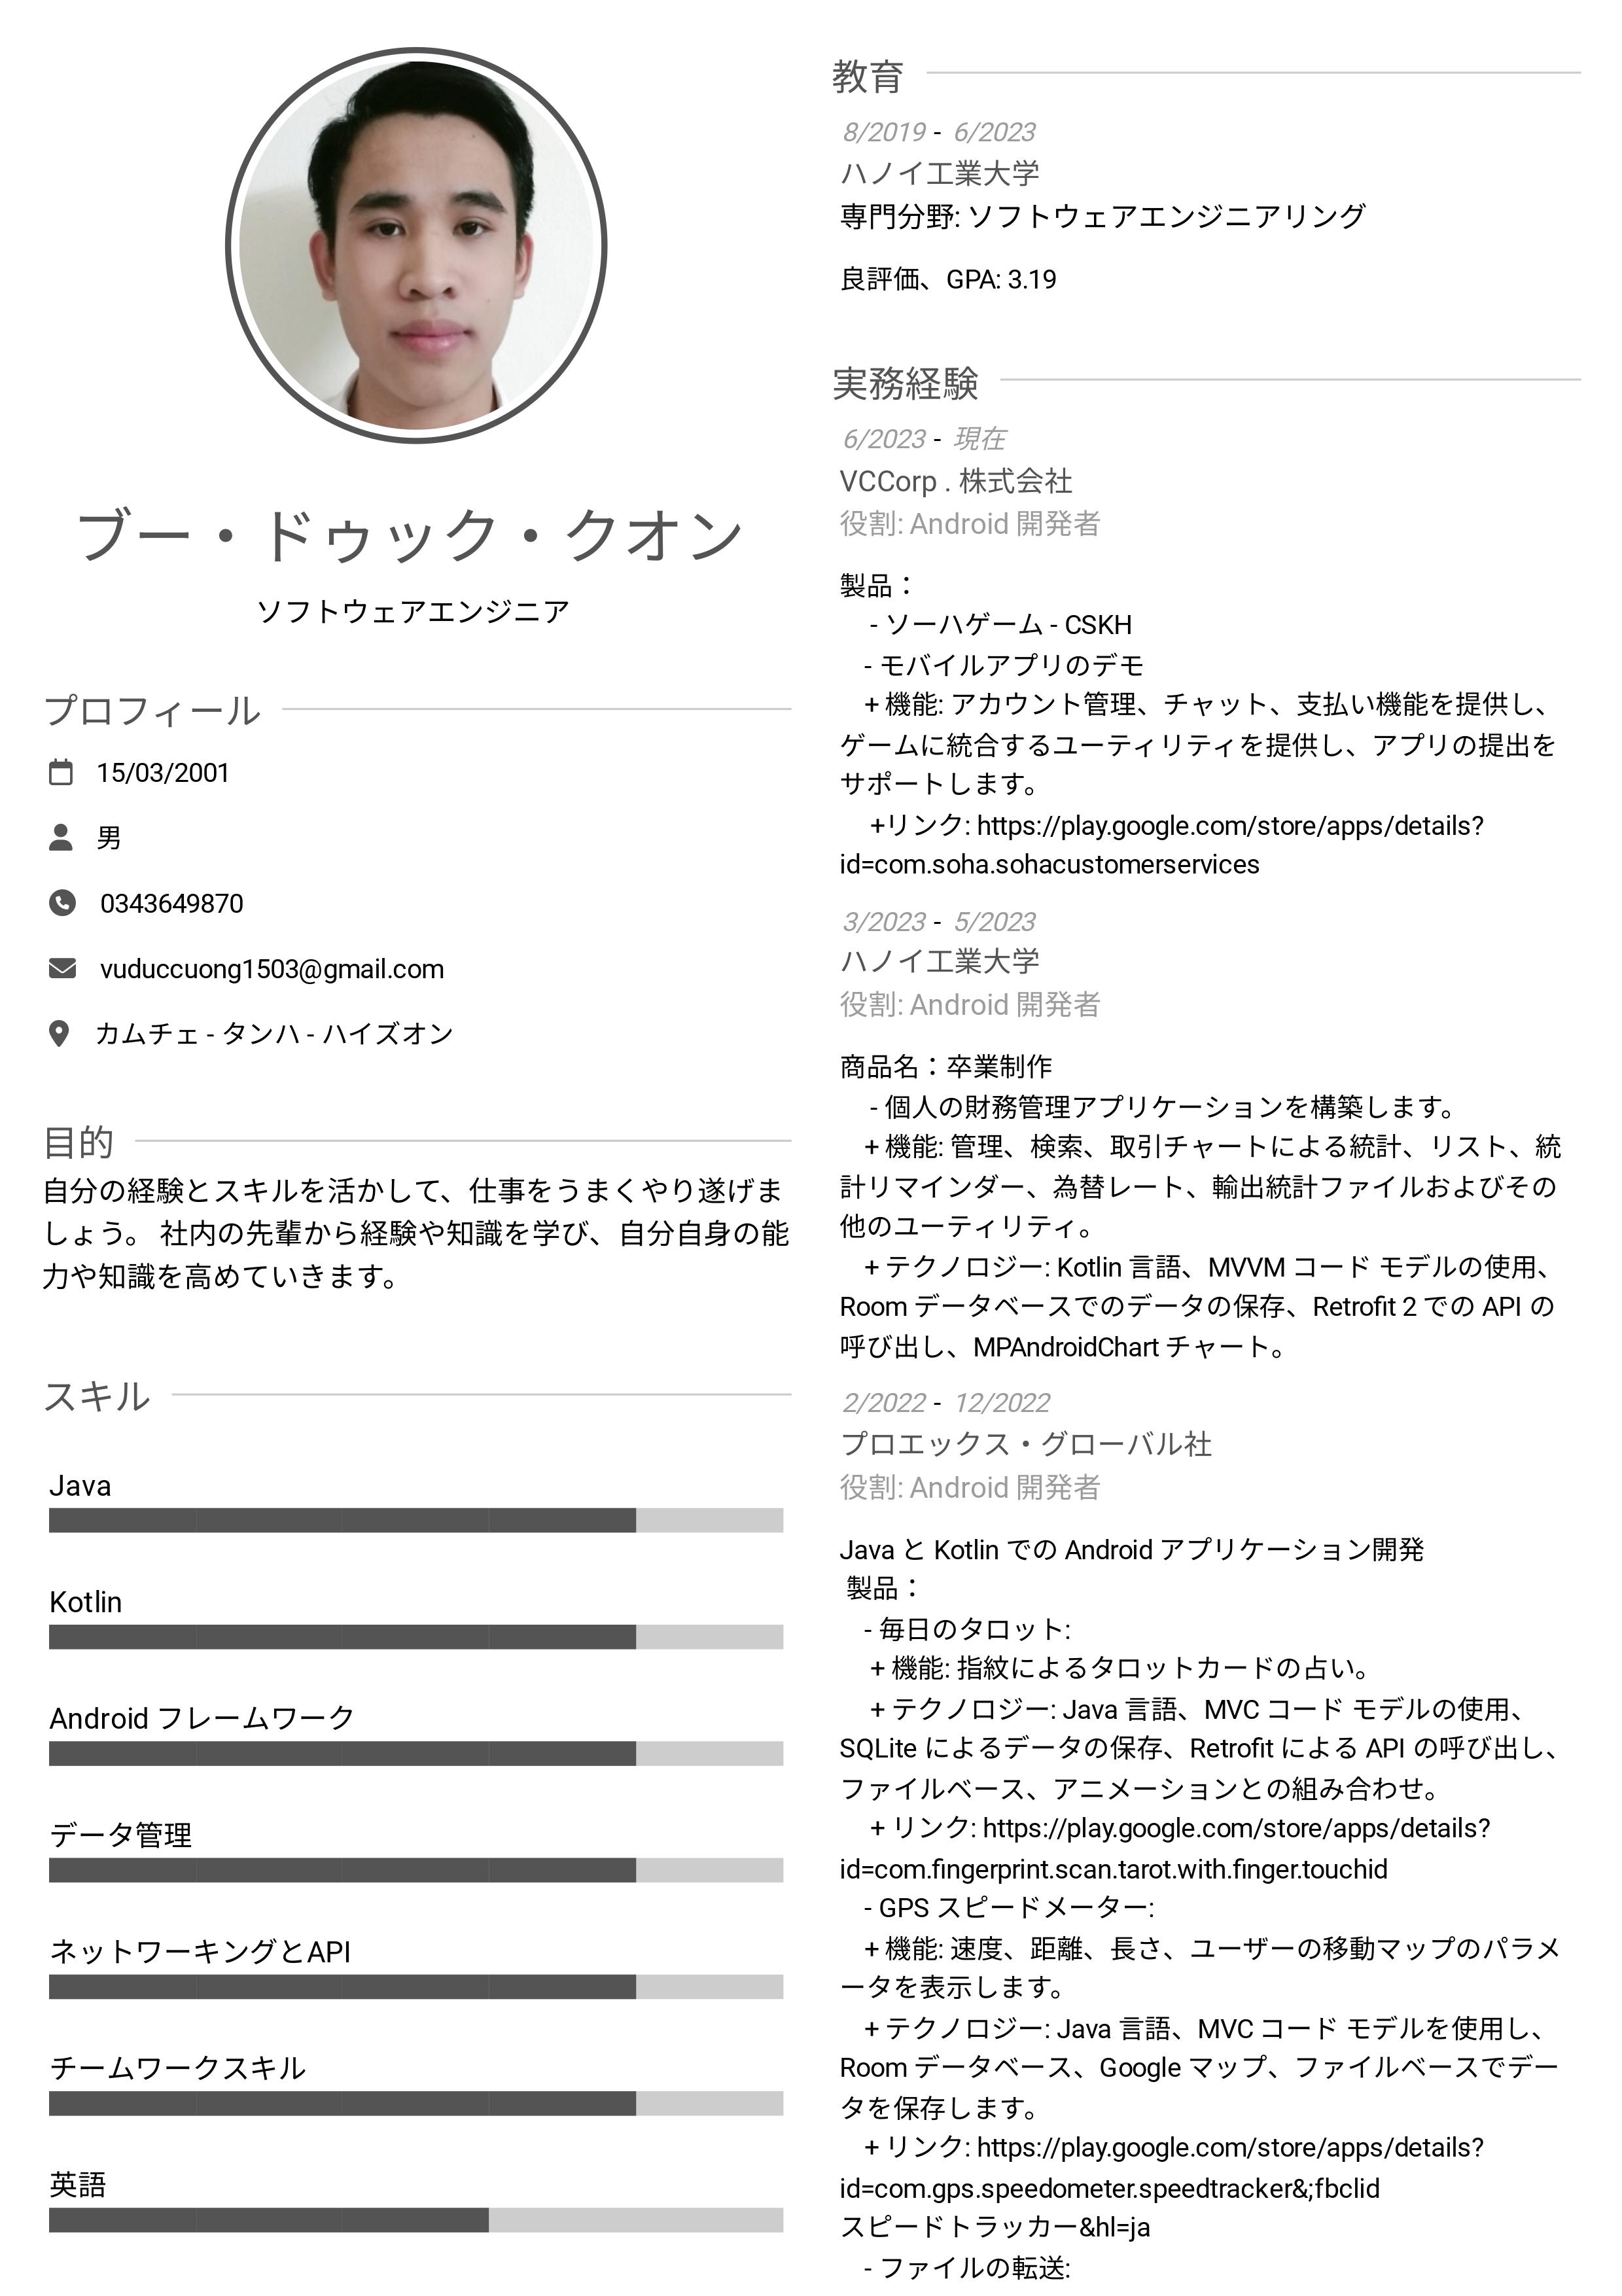 ブー・ドゥック・クオン
ソフトウェアエンジニア
プロフィール
15/03/2001
男
0343649870
vuduccuong1503@gmail.com
カムチェ - タンハ - ハイズオン
目的
自分の経験とスキルを活かして、仕事をうまくやり遂げま
しょう。 社内の先輩から経験や知識を学び、自分自身の能
力や知識を高めていきます。
スキル
Java
Kotlin
Android フレームワーク
データ管理
ネットワーキングとAPI
チームワークスキル
英語
教育
8/2019 - 6/2023
ハノイ工業大学
専門分野: ソフトウェアエンジニアリング
良評価、GPA: 3.19
実務経験
6/2023 - 現在
VCCorp . 株式会社
役割: Android 開発者
製品：
- ソーハゲーム - CSKH
- モバイルアプリのデモ
+ 機能: アカウント管理、チャット、支払い機能を提供し、
ゲームに統合するユーティリティを提供し、アプリの提出を
サポートします。
+リンク: https://play.google.com/store/apps/details?
id=com.soha.sohacustomerservices
3/2023 - 5/2023
ハノイ工業大学
役割: Android 開発者
商品名：卒業制作
- 個人の財務管理アプリケーションを構築します。
+ 機能: 管理、検索、取引チャートによる統計、リスト、統
計リマインダー、為替レート、輸出統計ファイルおよびその
他のユーティリティ。
+ テクノロジー: Kotlin 言語、MVVM コード モデルの使用、
Room データベースでのデータの保存、Retrofit 2 での API の
呼び出し、MPAndroidChart チャート。
2/2022 - 12/2022
プロエックス・グローバル社
役割: Android 開発者
Java と Kotlin での Android アプリケーション開発
製品：
- 毎日のタロット:
+ 機能: 指紋によるタロットカードの占い。
+ テクノロジー: Java 言語、MVC コード モデルの使用、
SQLite によるデータの保存、Retrofit による API の呼び出し、
ファイルベース、アニメーションとの組み合わせ。
+ リンク: https://play.google.com/store/apps/details?
id=com.fingerprint.scan.tarot.with.finger.touchid
- GPS スピードメーター:
+ 機能: 速度、距離、長さ、ユーザーの移動マップのパラメ
ータを表示します。
+ テクノロジー: Java 言語、MVC コード モデルを使用し、
Room データベース、Google マップ、ファイルベースでデー
タを保存します。
+ リンク: https://play.google.com/store/apps/details?
id=com.gps.speedometer.speedtracker&;fbclid
スピードトラッカー&hl=ja
- ファイルの転送: